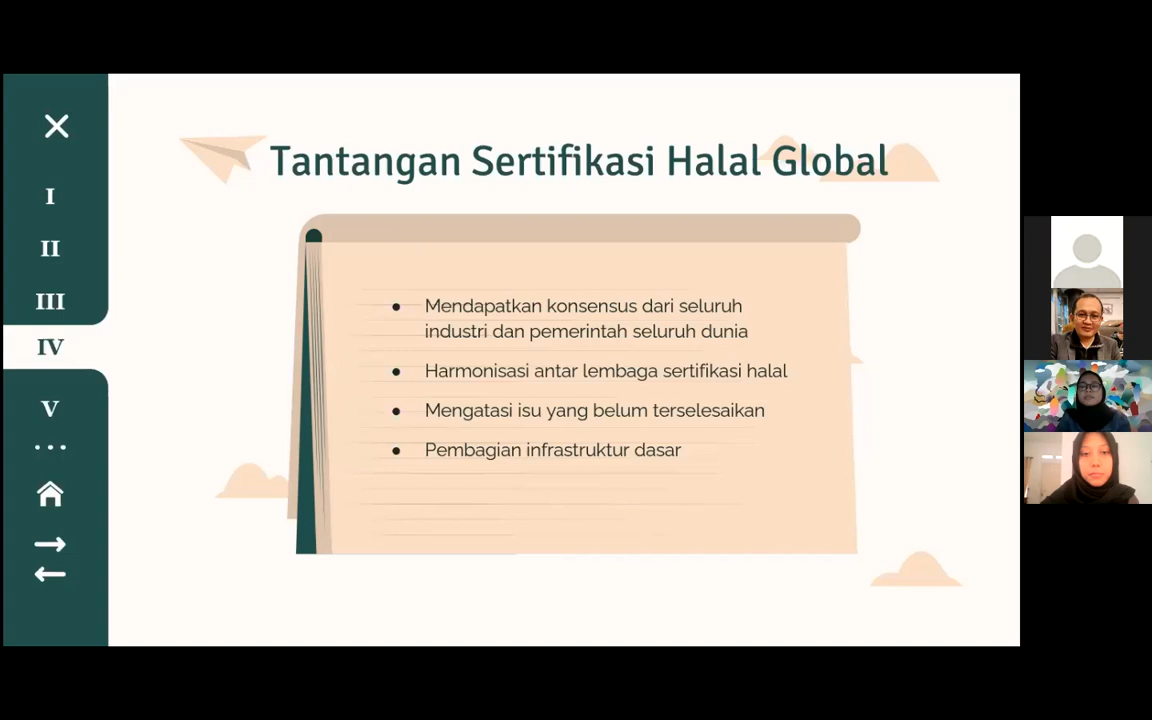 Tantangan Sertifikasi Halal Global
I
II
III
IV
V
...
● Mendapatkan konsensus dari seluruh
industri dan pemerintah seluruh dunia
● Harmonisasi antar lembaga sertifikasi halal
● Mengatasi isu yang belum terselesaikan
● Pembagian infrastruktur dasar